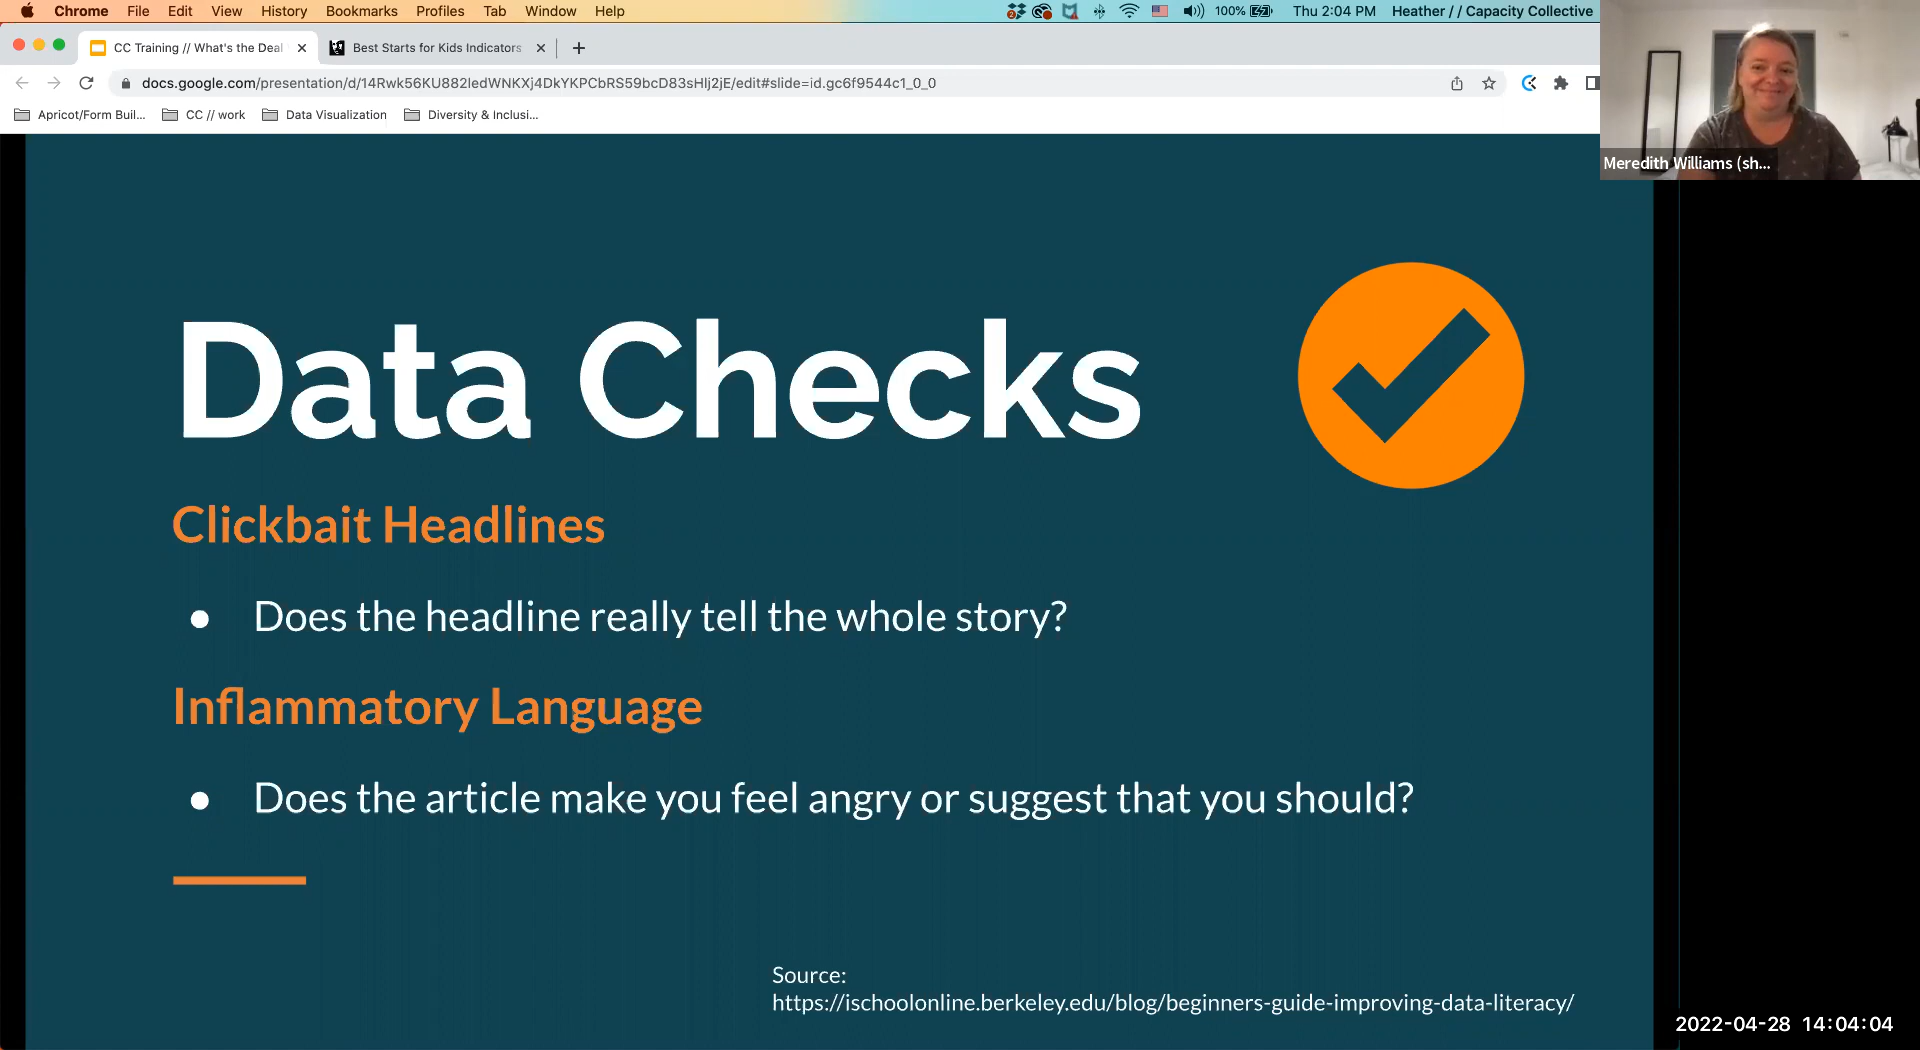 Chrome File Edit View History Bookmarks Profiles Tab Window Help 100% Thu 2:04 PM Heather // Capacity Collective
CC Training // What's the Deal Best Starts for Kids Indicators
docs.google.com/presentation/d/14Rwk56KU882ledWNKXj4DkYKPCbRS59bcD83sHlj2jE/edit#slide=id.gc6f9544c1_0_0
Apricot/Form Buil... CC // work Data Visualization Diversity & Inclusi...
Meredith Williams (sh...
Data Checks
Clickbait Headlines
● Does the headline really tell the whole story?
Inflammatory Language
● Does the article make you feel angry or suggest that you should?
Source:
https://ischoolonline.berkeley.edu/blog/beginners-guide-improving-data-literacy/
2022-04-28 14:04:04